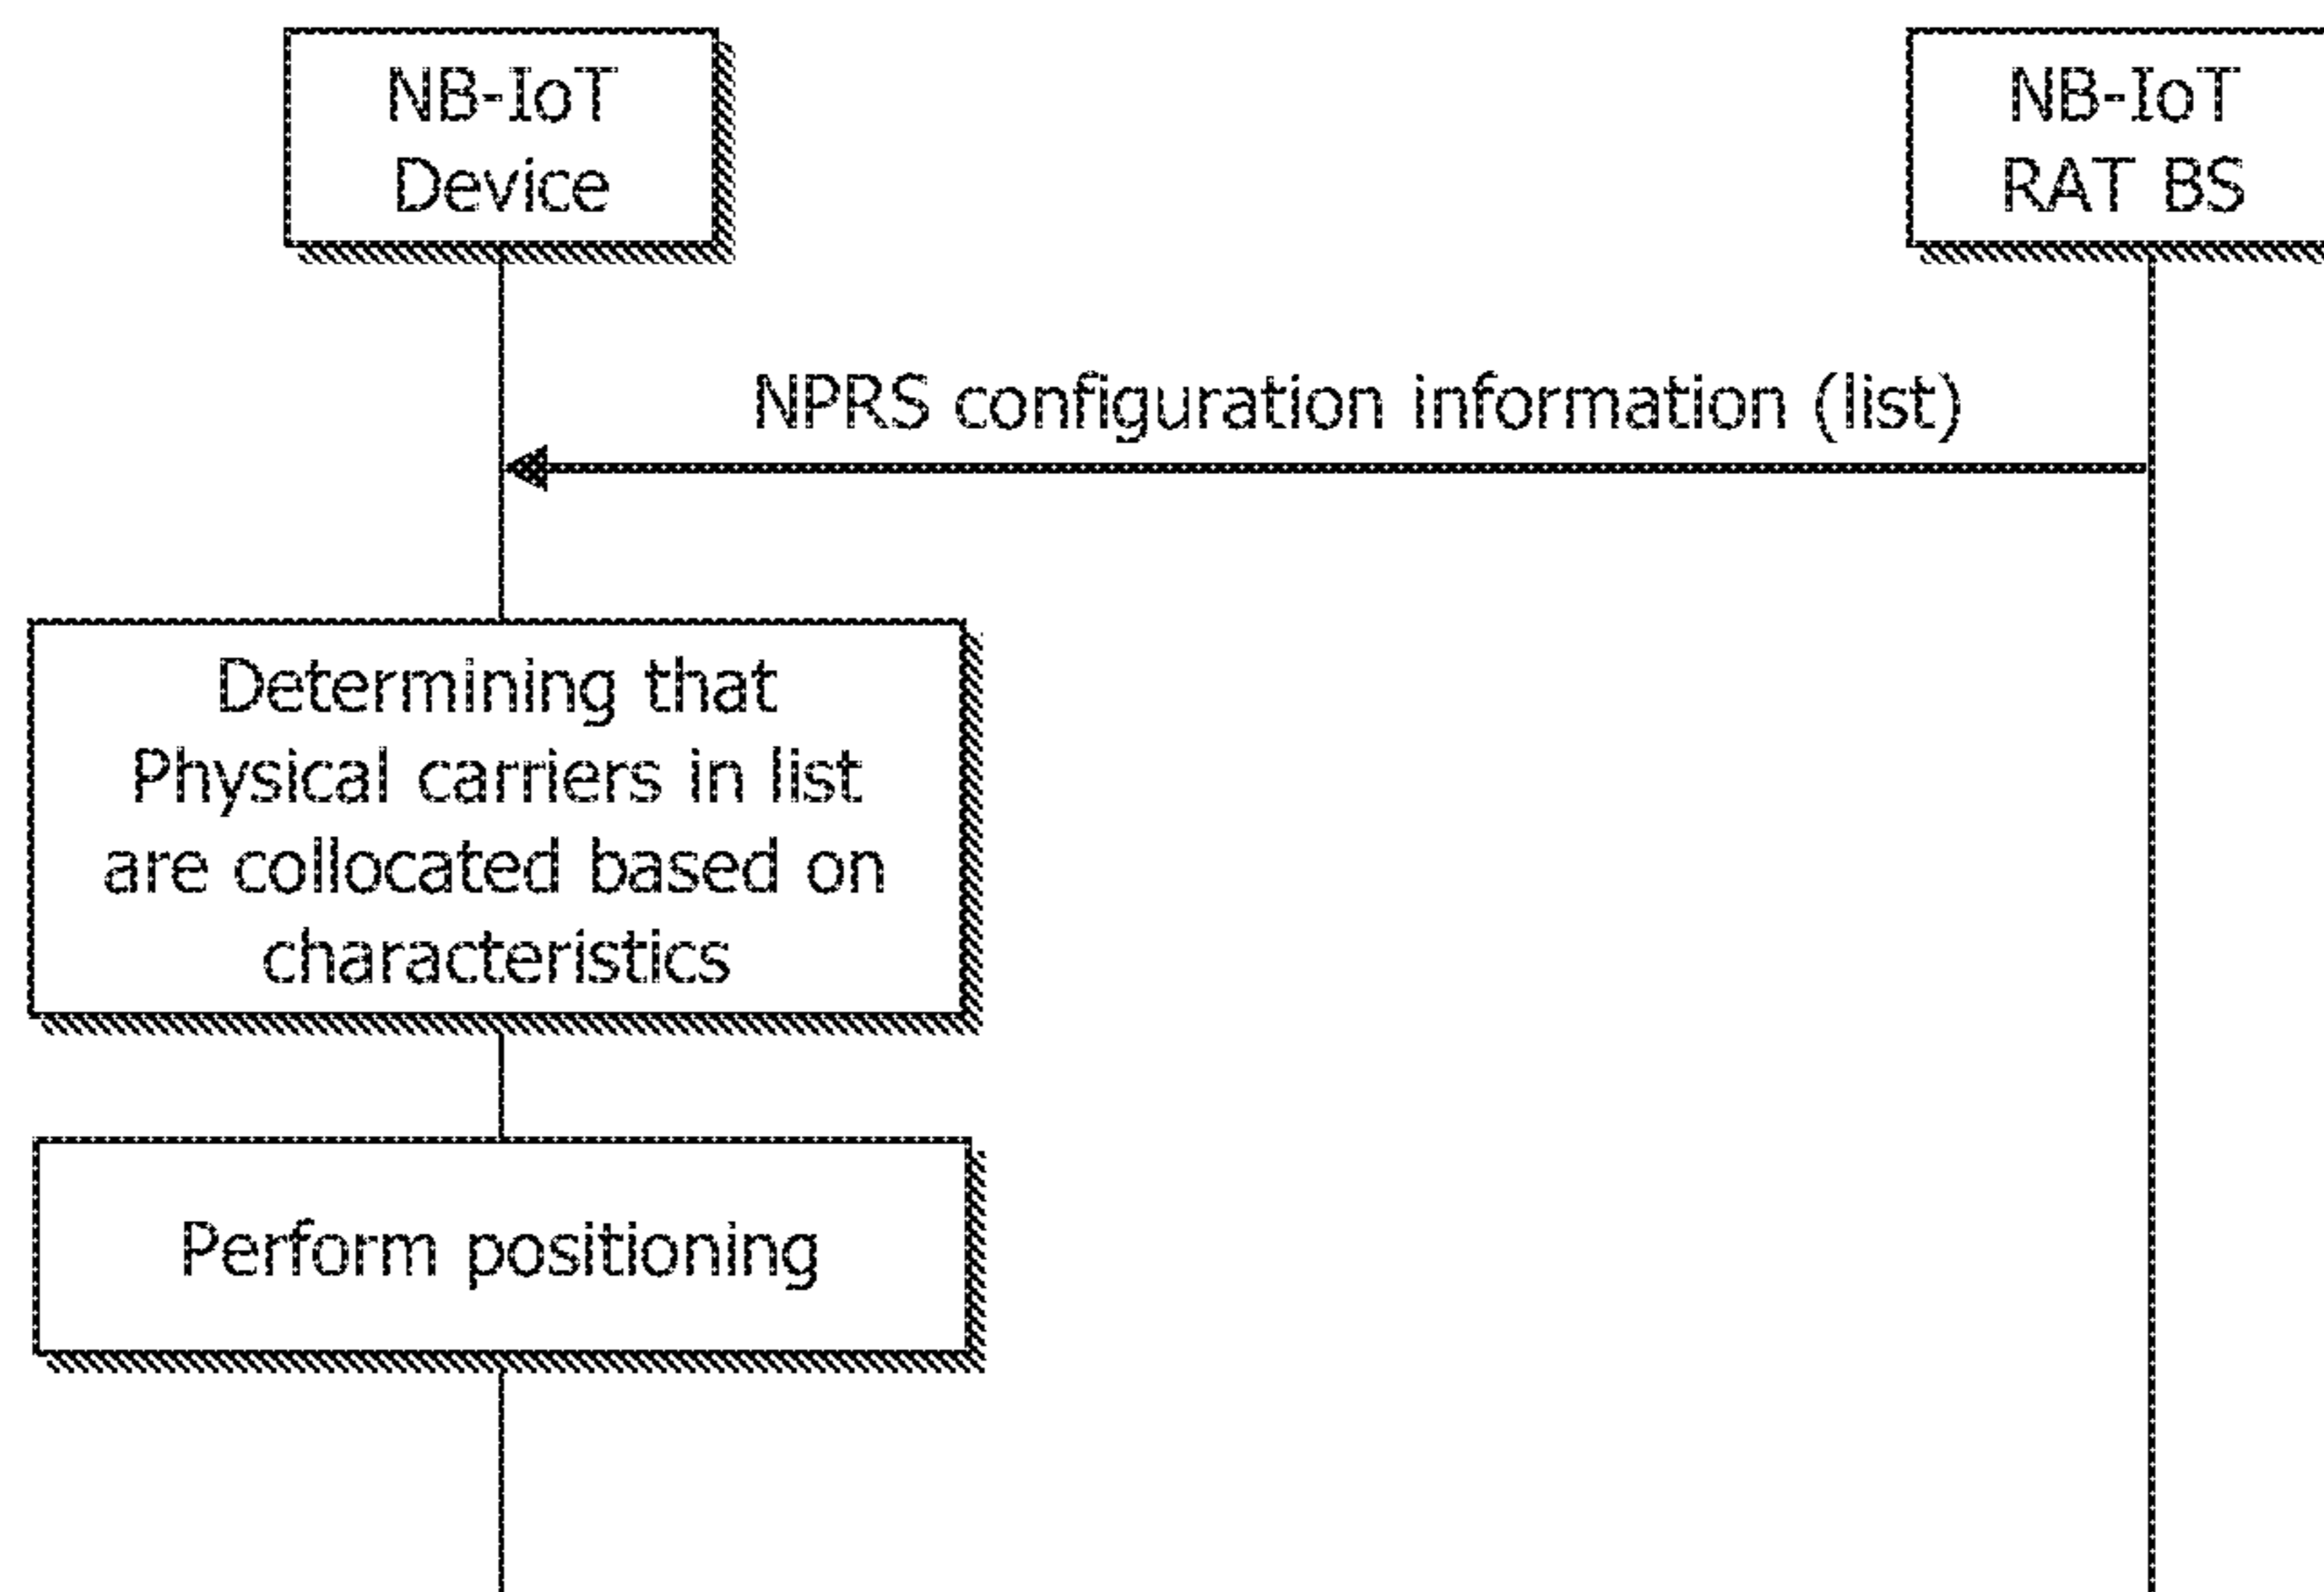 NB-IoT
Device
NB-IoT
RAT BS
NPRS configuration information (list)
Determining that
Physical carriers in list
are collocated based on
characteristics
Perform positioning